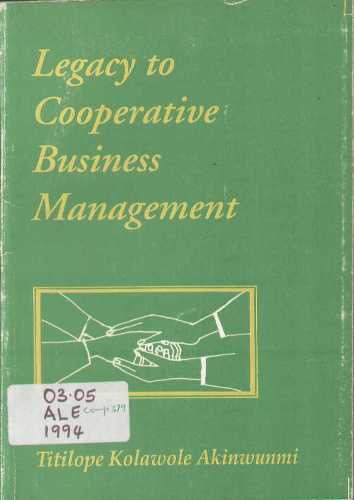 Legacy to
Cooperative
Business
Management
03.05
ALE
1994
Titilope Kolawole Akinwunmi